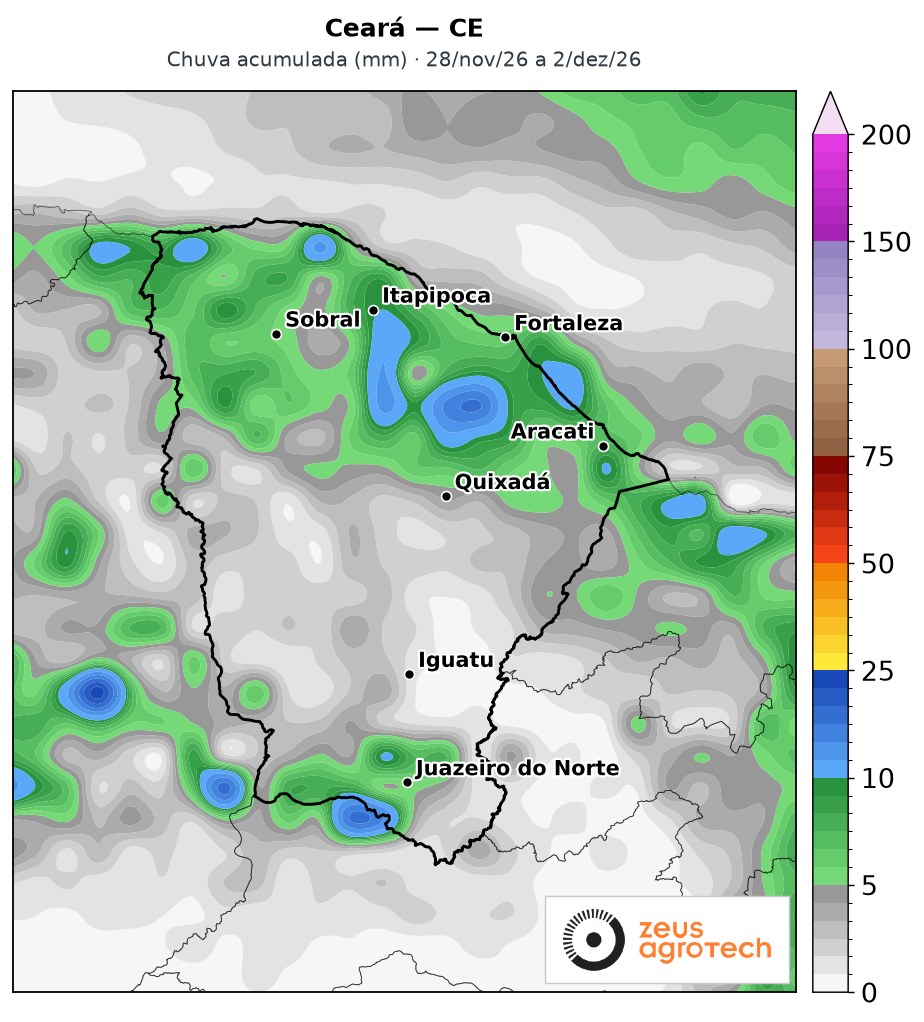 Ceará — CE
Chuva acumulada (mm) · 28/nov/26 a 2/dez/26
Itapipoca
Sobral
Fortaleza
Aracati
Quixadá
Iguatu
Juazeiro do Norte
200
150
100
75
50
25
10
5
0
zeus
agrotech